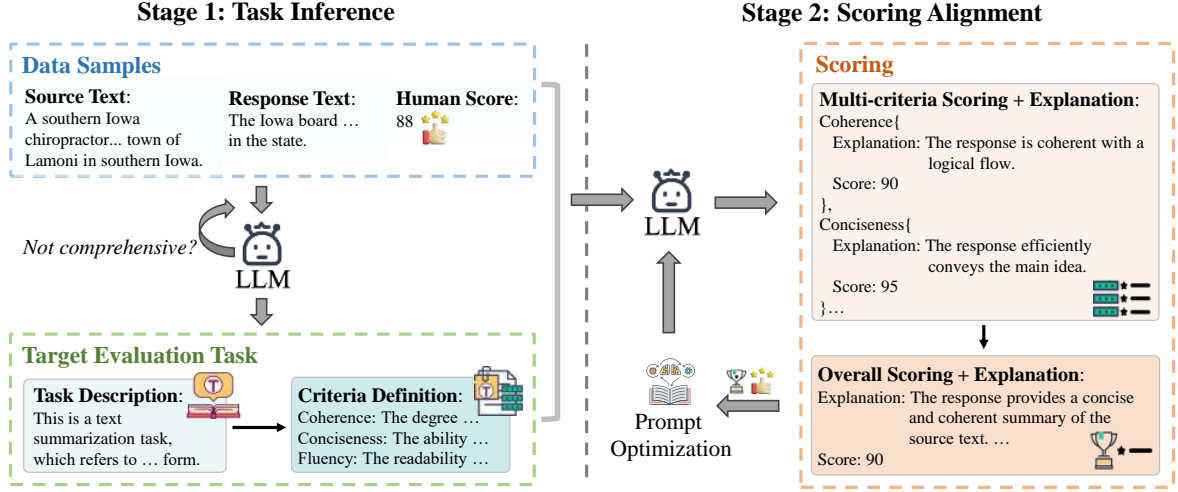 Stage 1: Task Inference
Data Samples
Source Text:
A southern Iowa
chiropractor... town of
Lamoni in southern Iowa.
Response Text:
The Iowa board …
in the state.
Human Score:
88
Not comprehensive?
LLM
Target Evaluation Task
Task Description:
This is a text
summarization task,
which refers to … form.
T
Criteria Definition:
Coherence: The degree …
Conciseness: The ability …
Fluency: The readability …
T
Stage 2: Scoring Alignment
LLM
Prompt
Optimization
Scoring
Multi-criteria Scoring + Explanation:
Coherence{
Explanation: The response is coherent with a
logical flow.
Score: 90
},
Conciseness{
Explanation: The response efficiently
conveys the main idea.
Score: 95
}…
Overall Scoring + Explanation:
Explanation: The response provides a concise
and coherent summary of the
source text. …
Score: 90